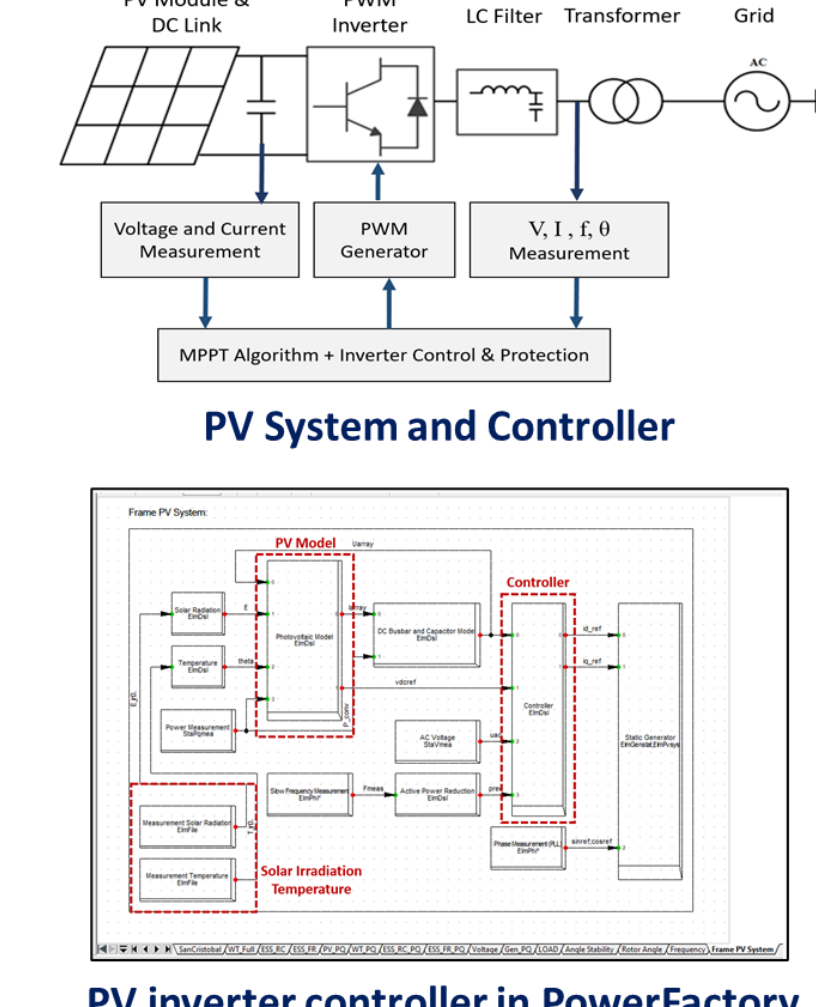 PV Module &
DC Link
PWM
Inverter
LC Filter
Transformer
Grid
AC
Voltage and Current
Measurement
PWM
Generator
V, I , f, θ
Measurement
MPPT Algorithm + Inverter Control & Protection
PV System and Controller
Frame PV System:
PV Model
Uarray
Controller
Solar Radiation
ElmDsl
E
Photovoltaic Model
ElmDsl
Iarray
DC Busbar and Capacitor Mode
ElmDsl
id_ref
Temperature
ElmDsl
theta
iq_ref
vdcref
Power Measurement
StaPqmea
P_conv
AC Voltage
StaVmea
uac
Controller
ElmDsl
Static Generator
ElmGenstat,ElmPvsys
Slow Frequency Measurement
ElmPhi*
Fmeas
Active Power Reduction
ElmDsl
pred
Measurement Solar Radiation
ElmFile
Phase Measurement (PLL)
ElmPhi*
sinref;cosref
Measurement Temperature
ElmFile
Solar Irradiation
Temperature
SanCristobal WT_Full ESS_RC ESS_FR PV_PQ WT_PQ ESS_RC_PQ ESS_FR_PQ Voltage Gen_PQ LOAD Angle Stability Rotor Angle Frequency Frame PV System
PV inverter controller in PowerFactory